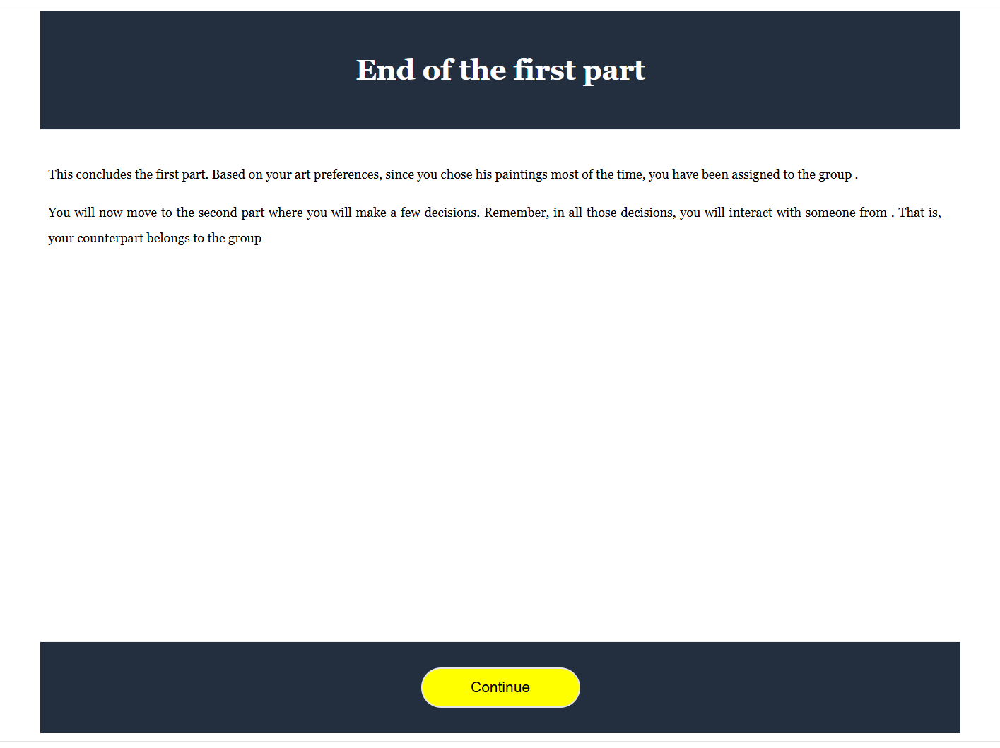 End of the first part
This concludes the first part. Based on your art preferences, since you chose his paintings most of the time, you have been assigned to the group .
You will now move to the second part where you will make a few decisions. Remember, in all those decisions, you will interact with someone from . That is,
your counterpart belongs to the group
Continue